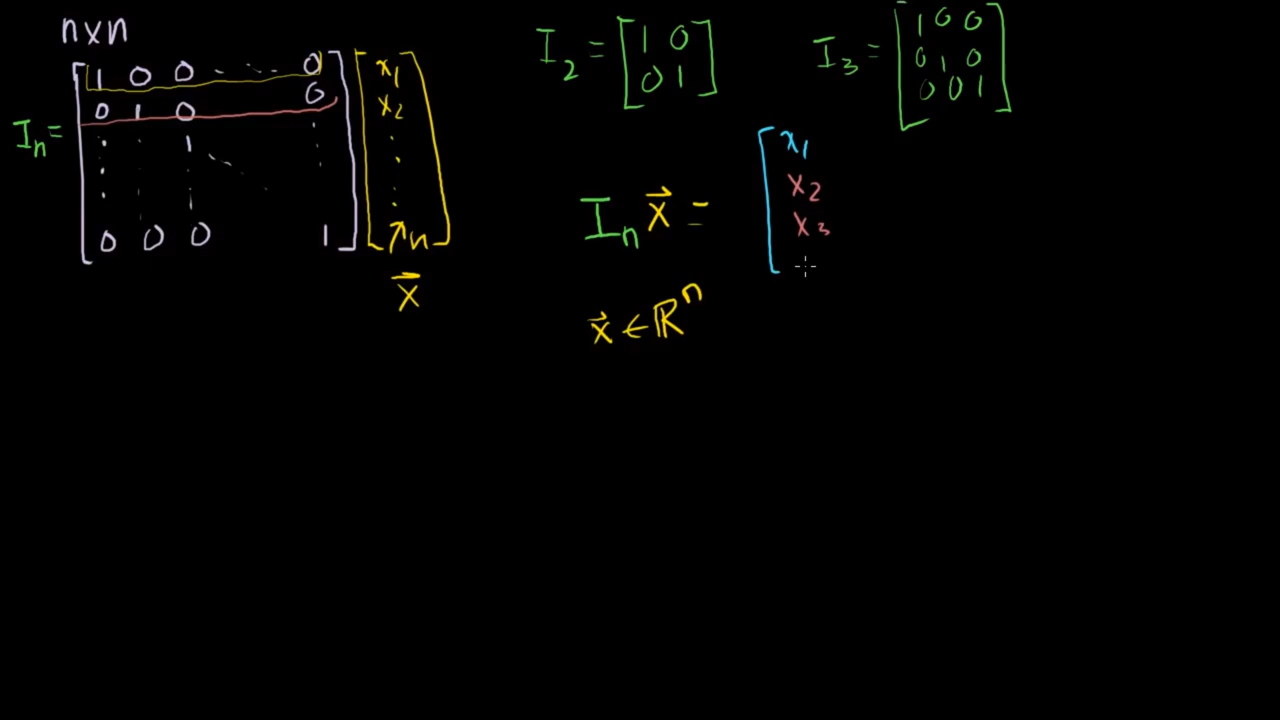 n×n
I_n = [1 0 0 · · · 0] [x_1]
[0 1 0 0] [x_2]
[· · 1 · · · ·] [·]
[· · · · ·] [·]
[0 0 0 1] [x_n]
x⃗
I_2 = [1 0]
[0 1]
I_3 = [1 0 0]
[0 1 0]
[0 0 1]
I_n x⃗ = [x_1
x_2
x_3
x⃗ ∈ ℝ^n